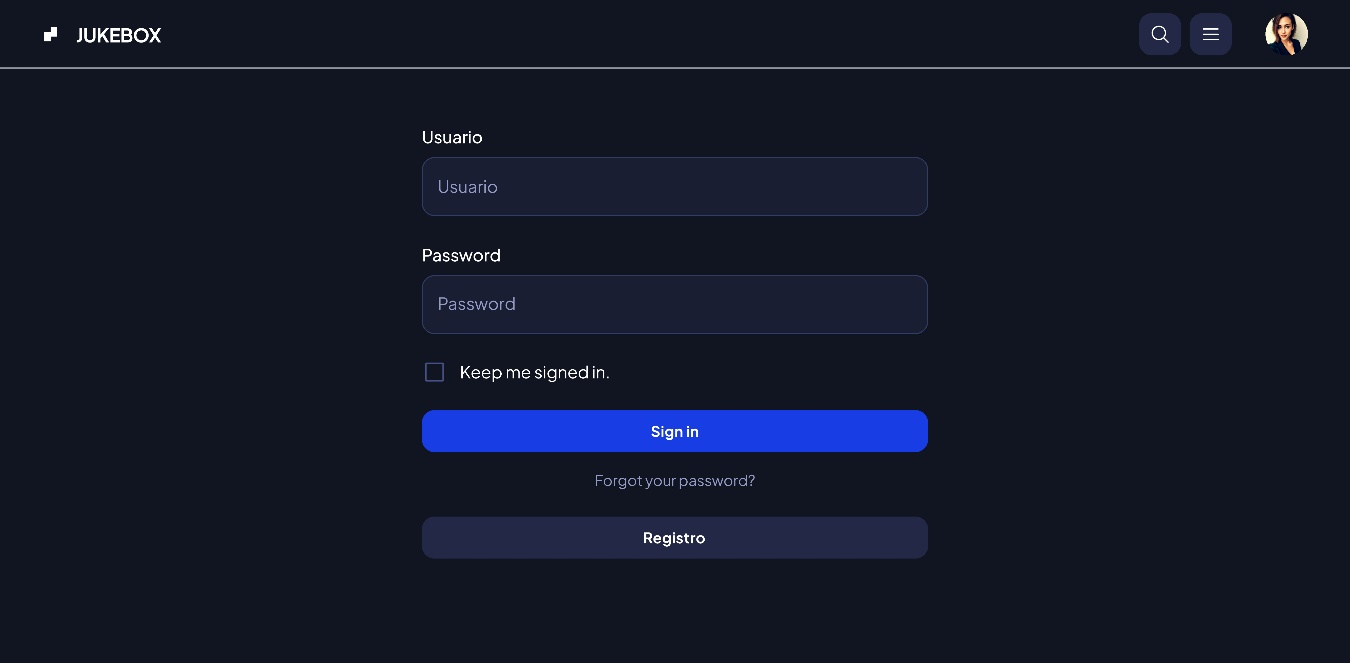 JUKEBOX
Usuario
Usuario
Password
Password
Keep me signed in.
Sign in
Forgot your password?
Registro